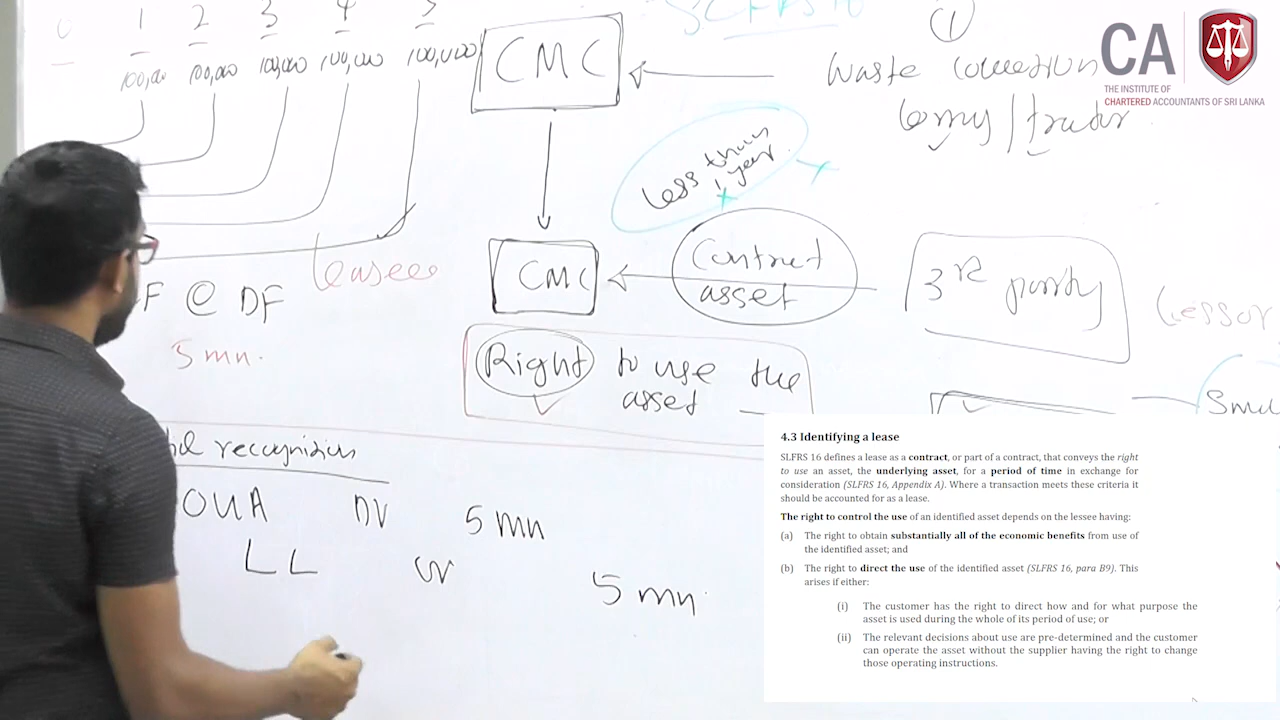 0 1 2 3 4 5
100,000 100,000 100,000 100,000 100,000
CMC
SLFRS 16
①
Waste collection
lorry / tractor
CA
THE INSTITUTE OF
CHARTERED ACCOUNTANTS OF SRI LANKA
less than
1 year
CMC
Contract
asset
3rd party
Leasee
Lessor
F @ DF
5 mn.
Right to use the
asset
recognition
OUA DV 5 mn
LL CV 5 mn
4.3 Identifying a lease
SLFRS 16 defines a lease as a contract, or part of a contract, that conveys the right
to use an asset, the underlying asset, for a period of time in exchange for
consideration (SLFRS 16, Appendix A). Where a transaction meets these criteria it
should be accounted for as a lease.
The right to control the use of an identified asset depends on the lessee having:
(a) The right to obtain substantially all of the economic benefits from use of
the identified asset; and
(b) The right to direct the use of the identified asset (SLFRS 16, para B9). This
arises if either:
(i) The customer has the right to direct how and for what purpose the
asset is used during the whole of its period of use; or
(ii) The relevant decisions about use are pre-determined and the customer
can operate the asset without the supplier having the right to change
those operating instructions.